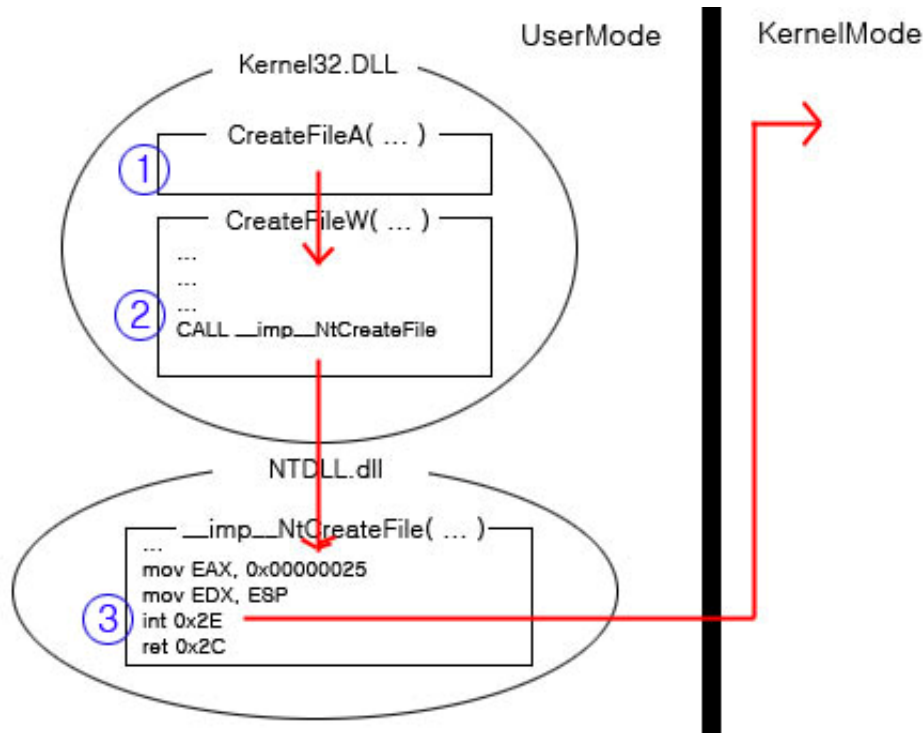 UserMode
KernelMode
Kernel32.DLL
CreateFileA( ... )
1
CreateFileW( ... )
...
...
...
2
CALL __imp__NtCreateFile
NTDLL.dll
__imp__NtCreateFile( ... )
...
mov EAX, 0x00000025
mov EDX, ESP
3
int 0x2E
ret 0x2C